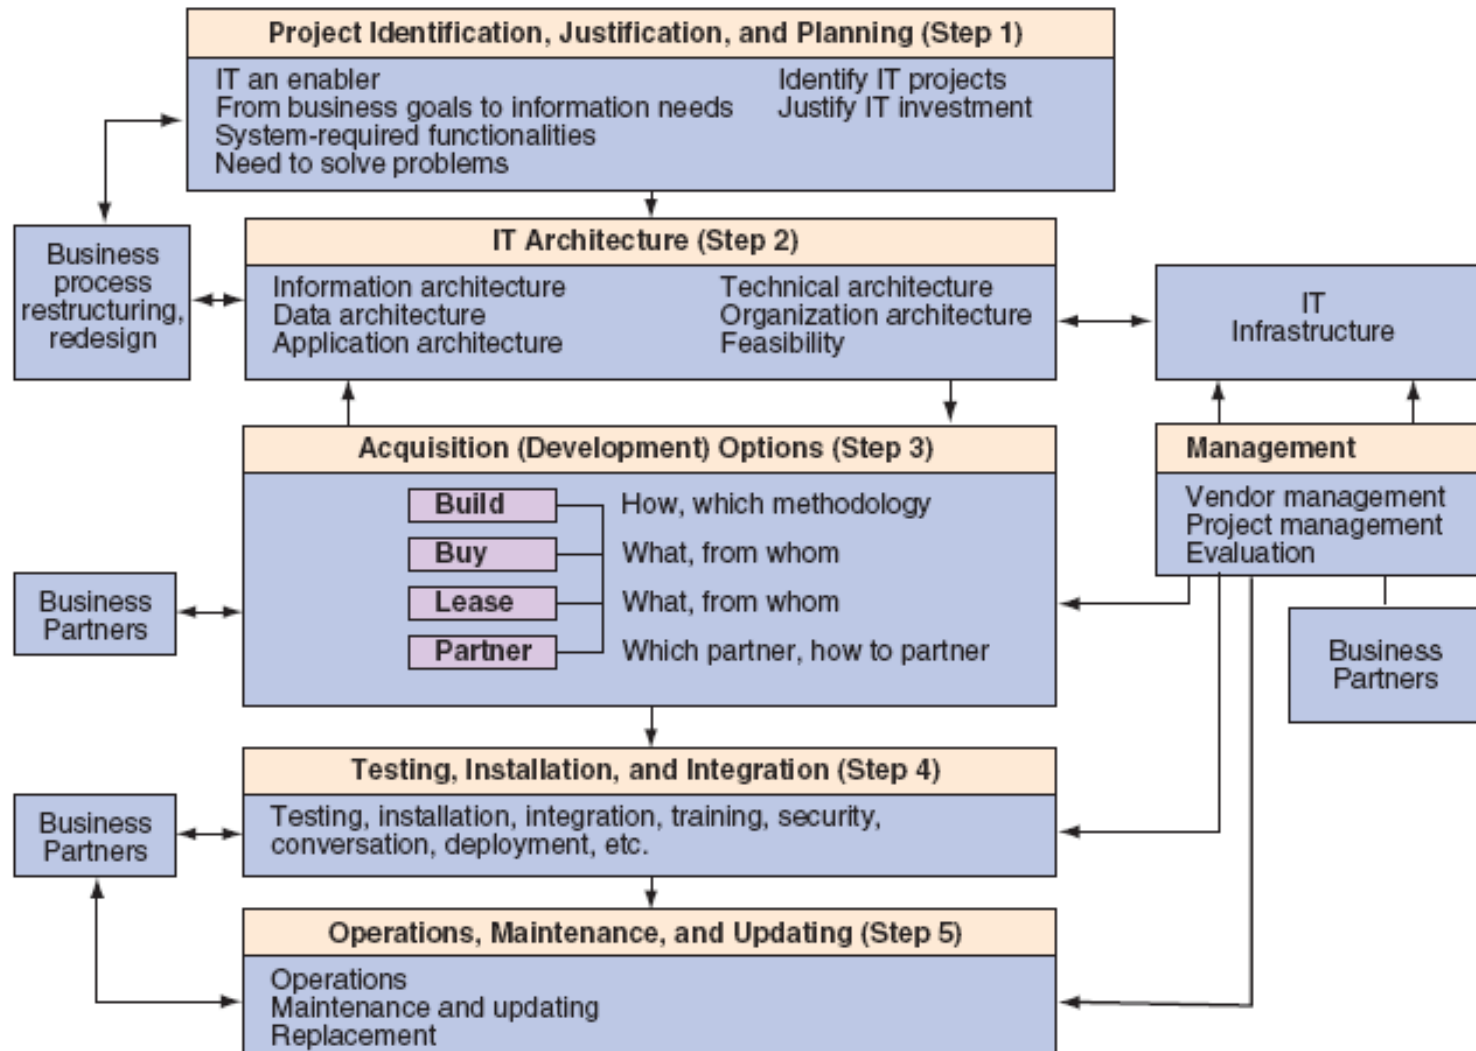 Project Identification, Justification, and Planning (Step 1)
IT an enabler
From business goals to information needs
System-required functionalities
Need to solve problems
Identify IT projects
Justify IT investment
Business
process
restructuring,
redesign
IT Architecture (Step 2)
Information architecture
Data architecture
Application architecture
Technical architecture
Organization architecture
Feasibility
IT
Infrastructure
Acquisition (Development) Options (Step 3)
Build
How, which methodology
Buy
What, from whom
Lease
What, from whom
Partner
Which partner, how to partner
Management
Vendor management
Project management
Evaluation
Business
Partners
Business
Partners
Testing, Installation, and Integration (Step 4)
Testing, installation, integration, training, security,
conversation, deployment, etc.
Business
Partners
Operations, Maintenance, and Updating (Step 5)
Operations
Maintenance and updating
Replacement